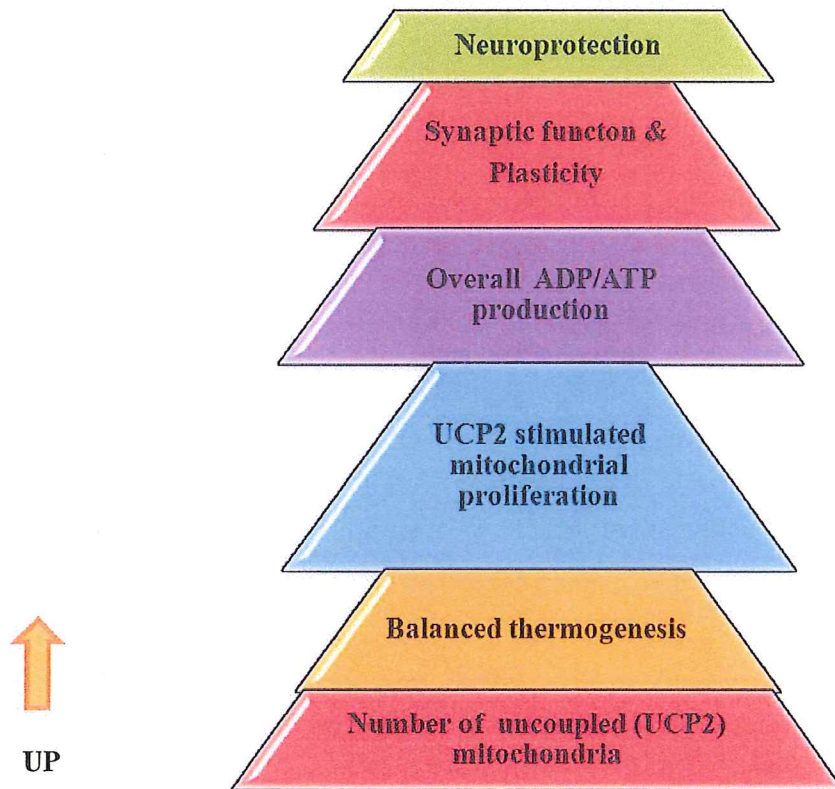 Neuroprotection
Synaptic functon &
Plasticity
Overall ADP/ATP
production
UCP2 stimulated
mitochondrial
proliferation
Balanced thermogenesis
Number of uncoupled (UCP2)
mitochondria
UP